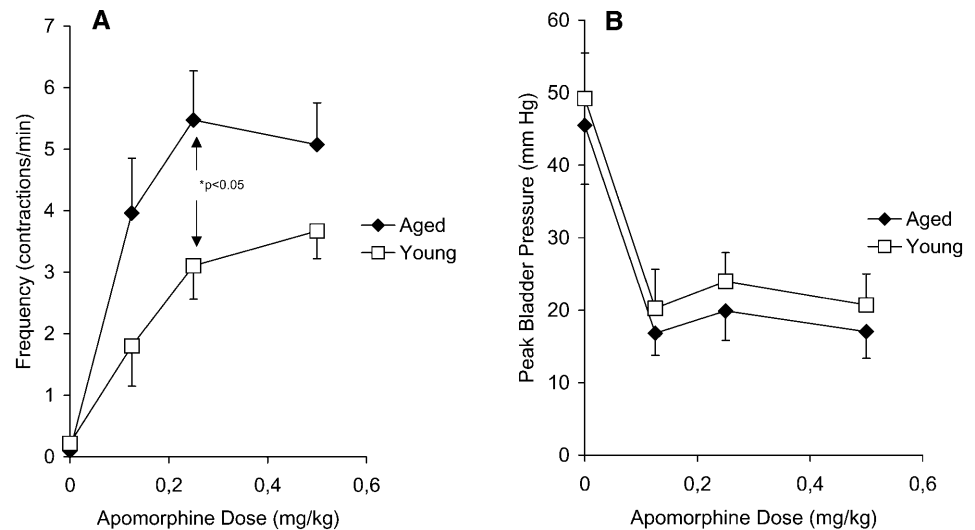 A
Frequency (contractions/min)
7
6
5
4
3
2
1
0
*p<0.05
Aged
Young
0
0,2
0,4
0,6
Apomorphine Dose (mg/kg)
B
Peak Bladder Pressure (mm Hg)
60
50
40
30
20
10
0
Aged
Young
0
0,2
0,4
0,6
Apomorphine Dose (mg/kg)